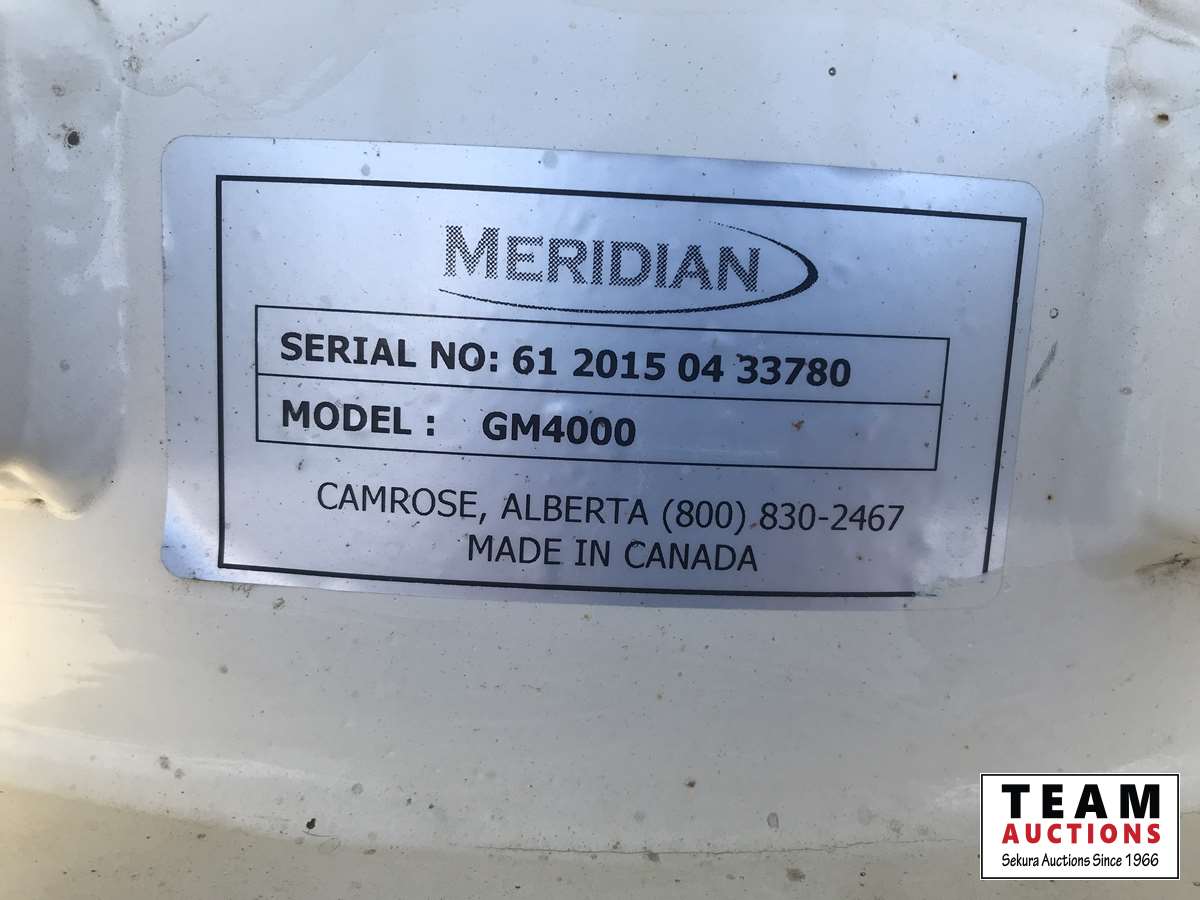 MERIDIAN
SERIAL NO: 61 2015 04 33780
MODEL : GM4000
CAMROSE, ALBERTA (800) 830-2467
MADE IN CANADA
TEAM
AUCTIONS
Sekura Auctions Since 1966